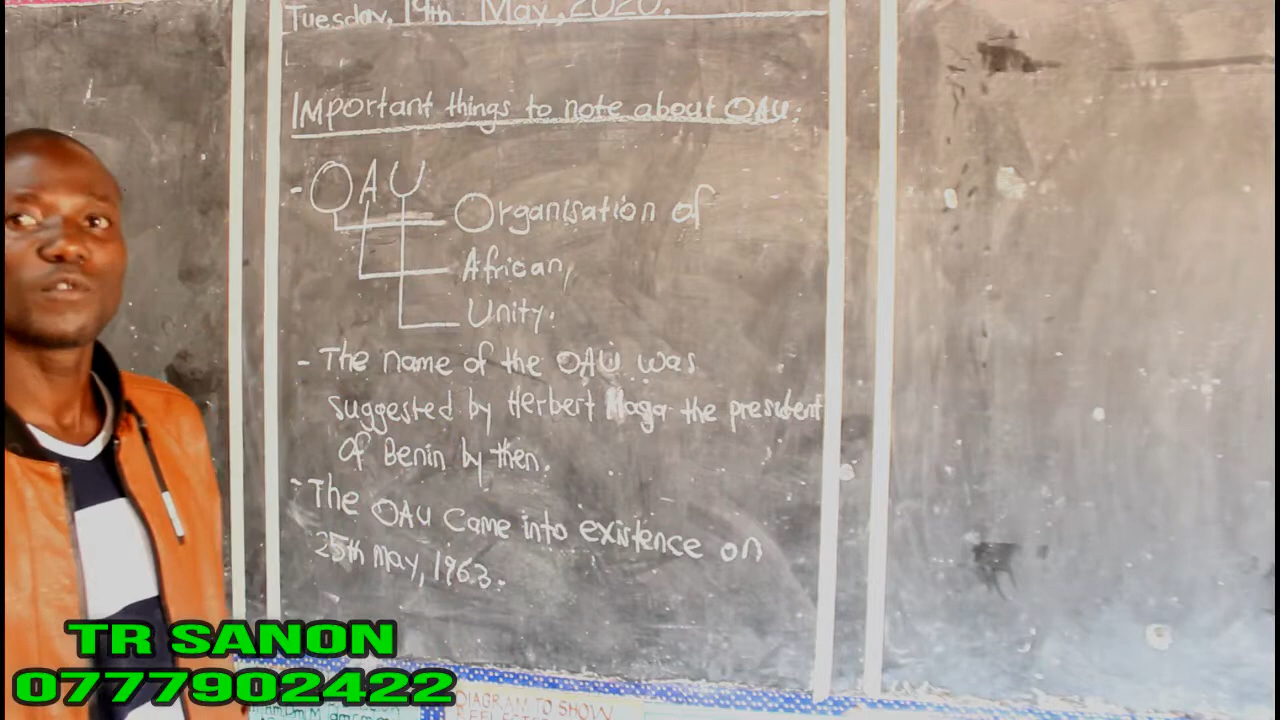 Tuesday, 19th May, 2020.
Important things to note about OAU.
- OAU
Organisation of
African,
Unity.
- The name of the OAU was
suggested by Herbert Maga the president
of Benin by then.
- The OAU came into existence on
25th May, 1963.
TR SANON
0777902422
DIAGRAM TO SHOW